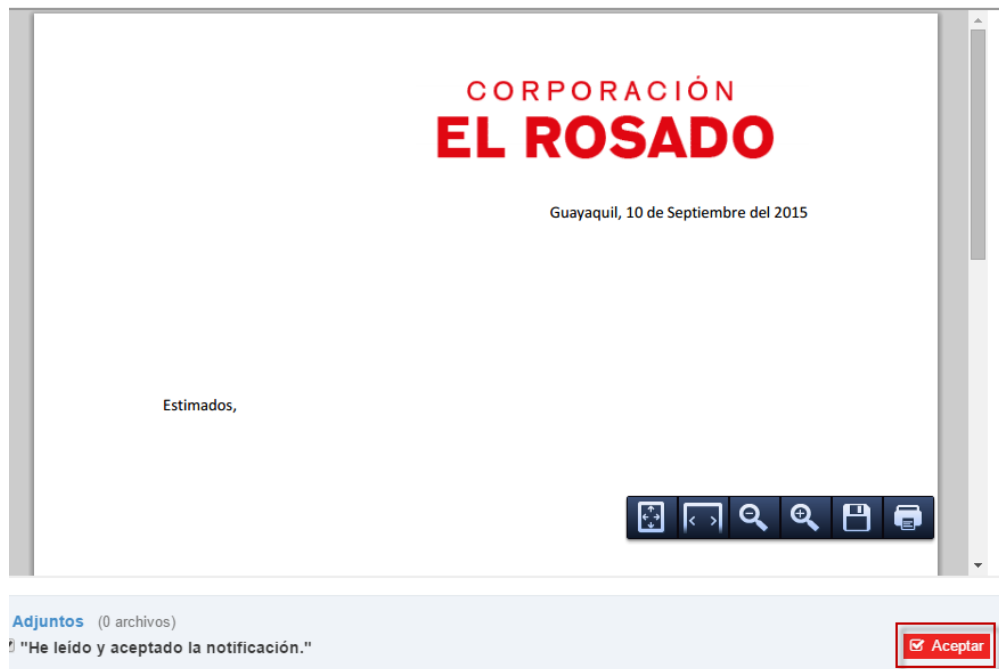 CORPORACIÓN
EL ROSADO
Guayaquil, 10 de Septiembre del 2015
Estimados,
Adjuntos (0 archivos)
"He leído y aceptado la notificación."
Aceptar